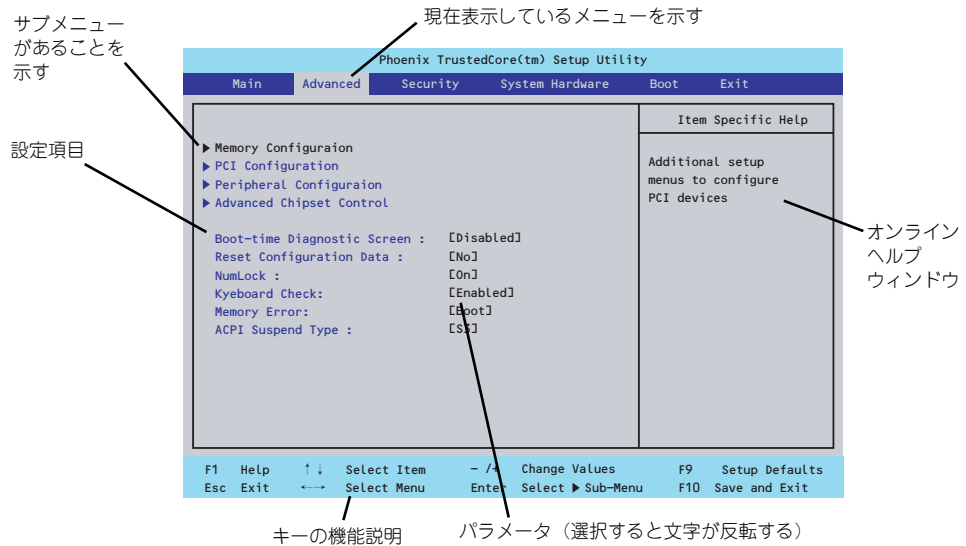 サブメニュー
があることを
示す
現在表示しているメニューを示す
Phoenix TrustedCore(tm) Setup Utility
Main Advanced Security System Hardware Boot Exit
Item Specific Help
設定項目
▶ Memory Configuraion
▶ PCI Configuration
▶ Peripheral Configuraion
▶ Advanced Chipset Control
Additional setup
menus to configure
PCI devices
オンライン
ヘルプ
ウィンドウ
Boot-time Diagnostic Screen : [Disabled]
Reset Configuration Data : [No]
NumLock : [On]
Kyeboard Check: [Enabled]
Memory Error: [Boot]
ACPI Suspend Type : [S3]
F1 Help ↑↓ Select Item - /+ Change Values F9 Setup Defaults
Esc Exit ←→ Select Menu Enter Select ▶ Sub-Menu F10 Save and Exit
キーの機能説明
パラメータ（選択すると文字が反転する）